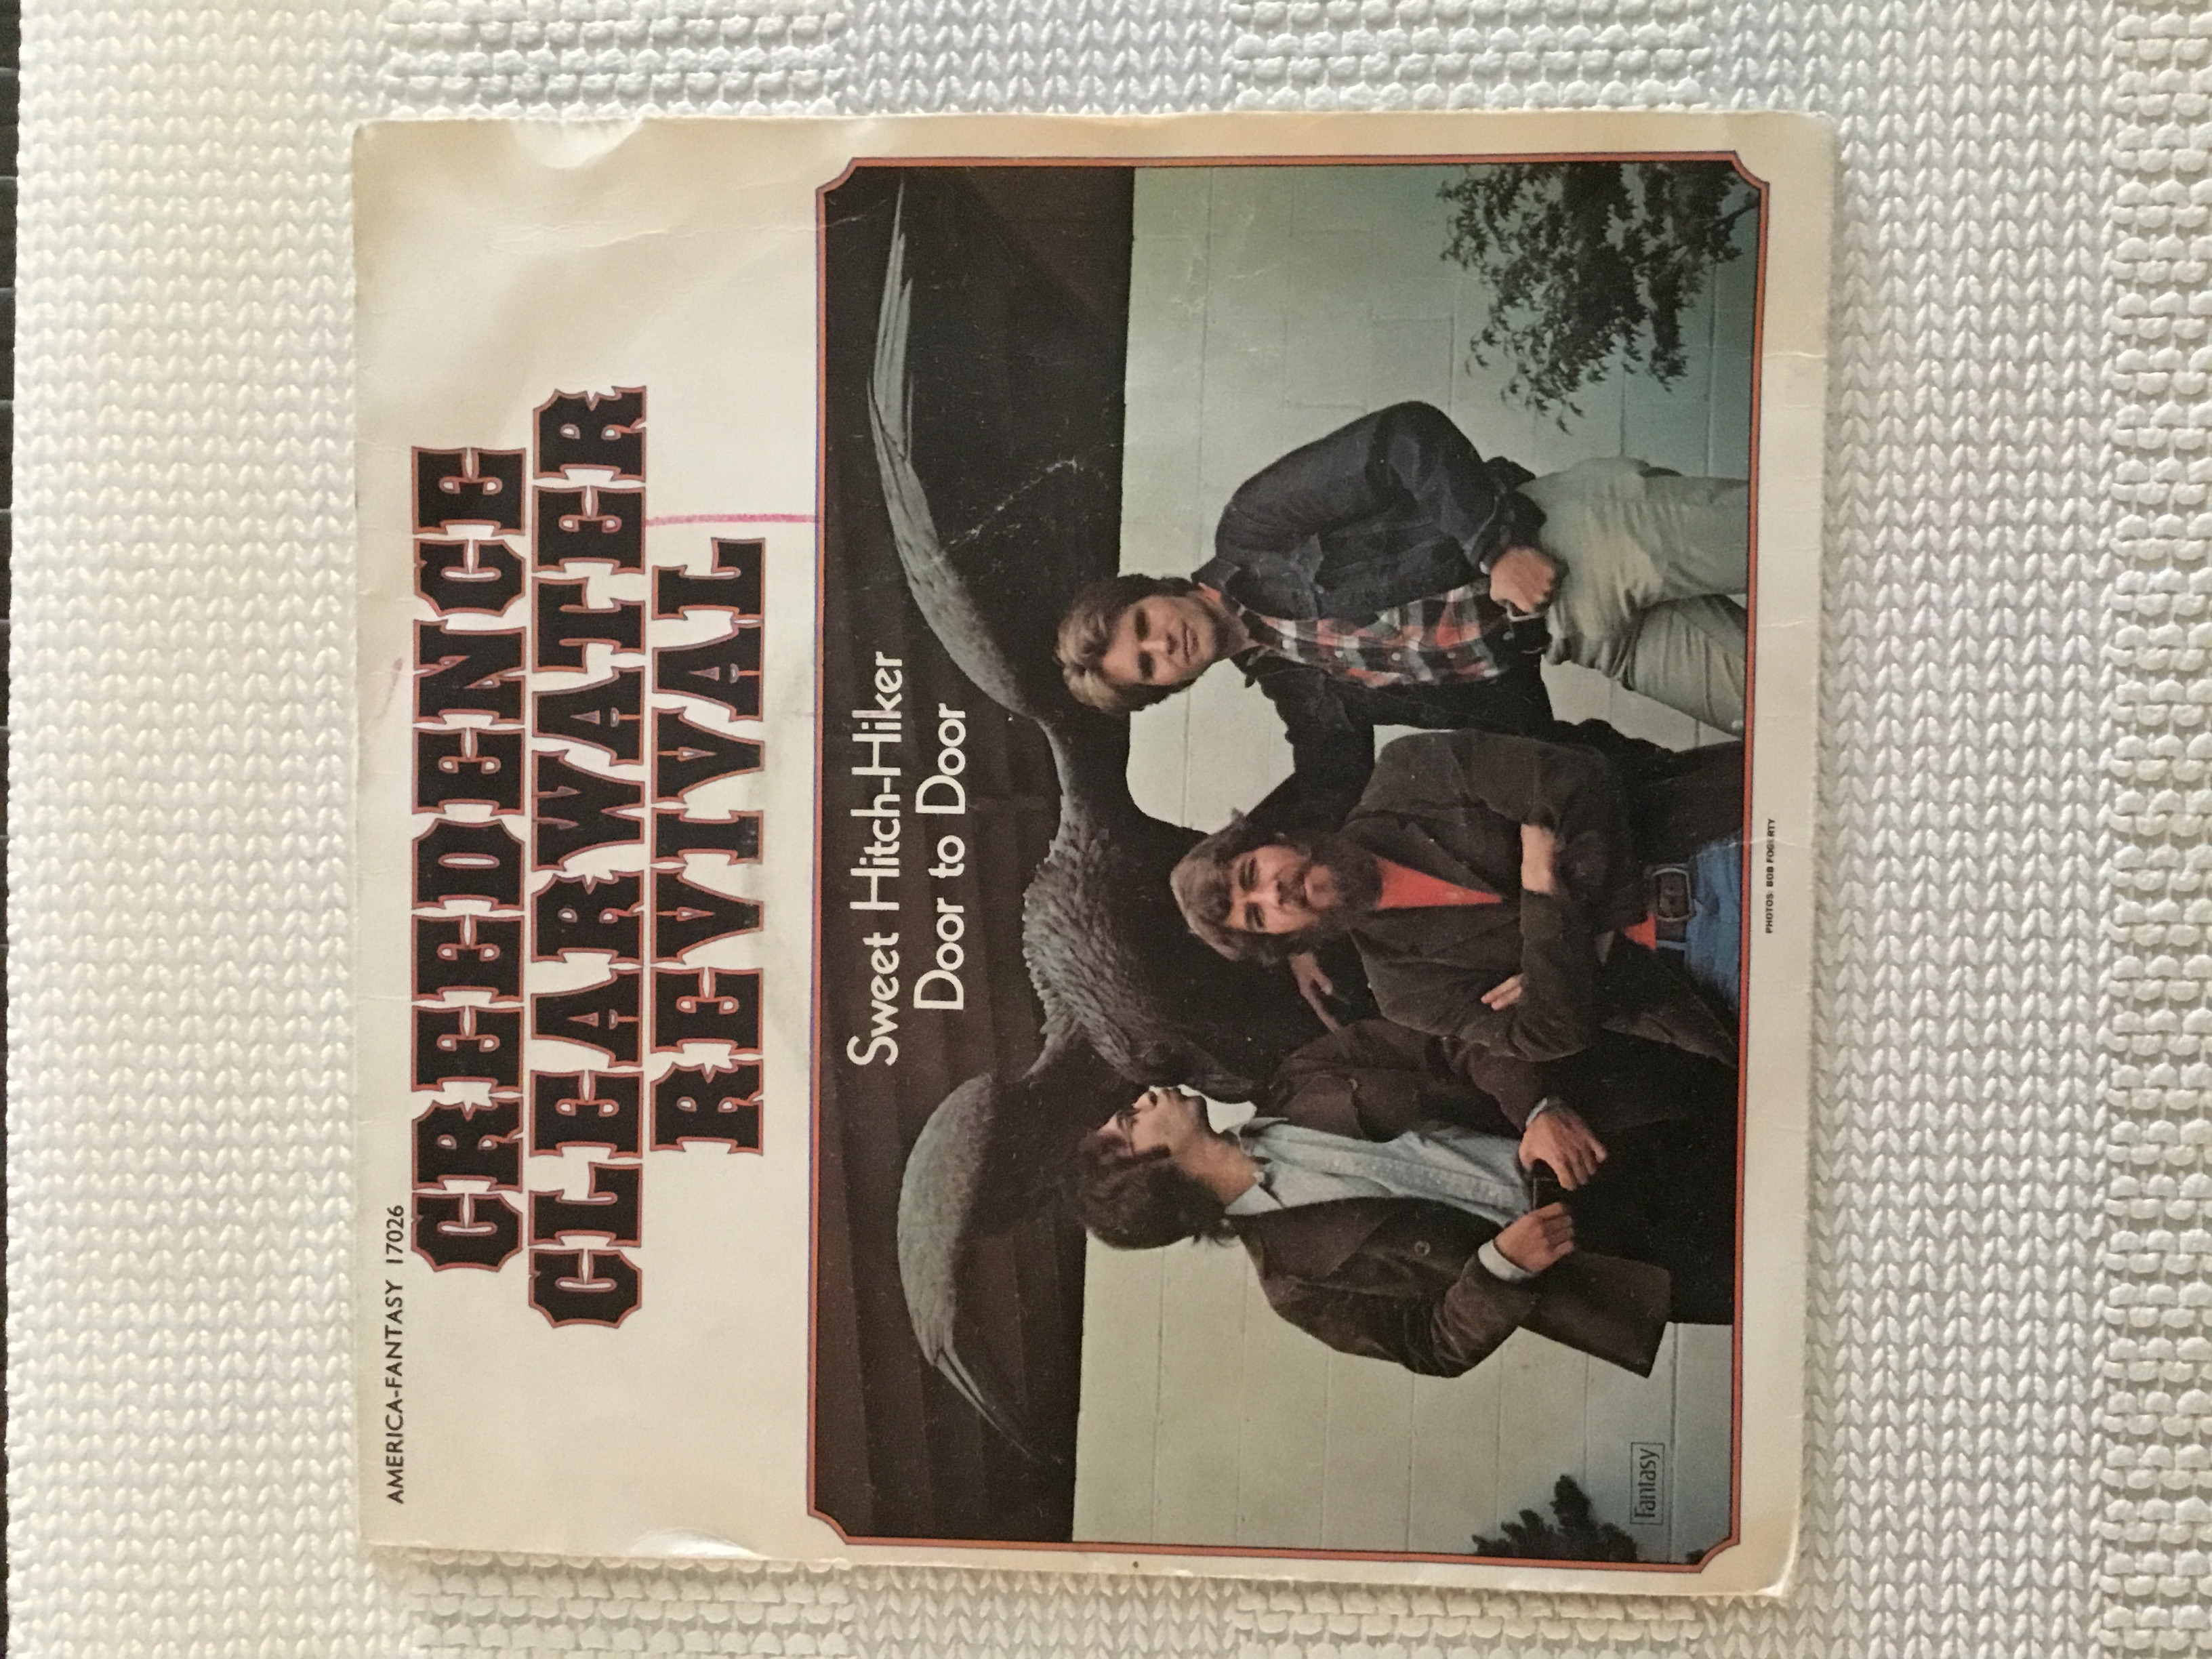 AMERICA-FANTASY 17026
CREEDENCE
CLEARWATER
REVIVAL
Sweet Hitch-Hiker
Door to Door
Fantasy
PHOTOS: BOB FOGERTY